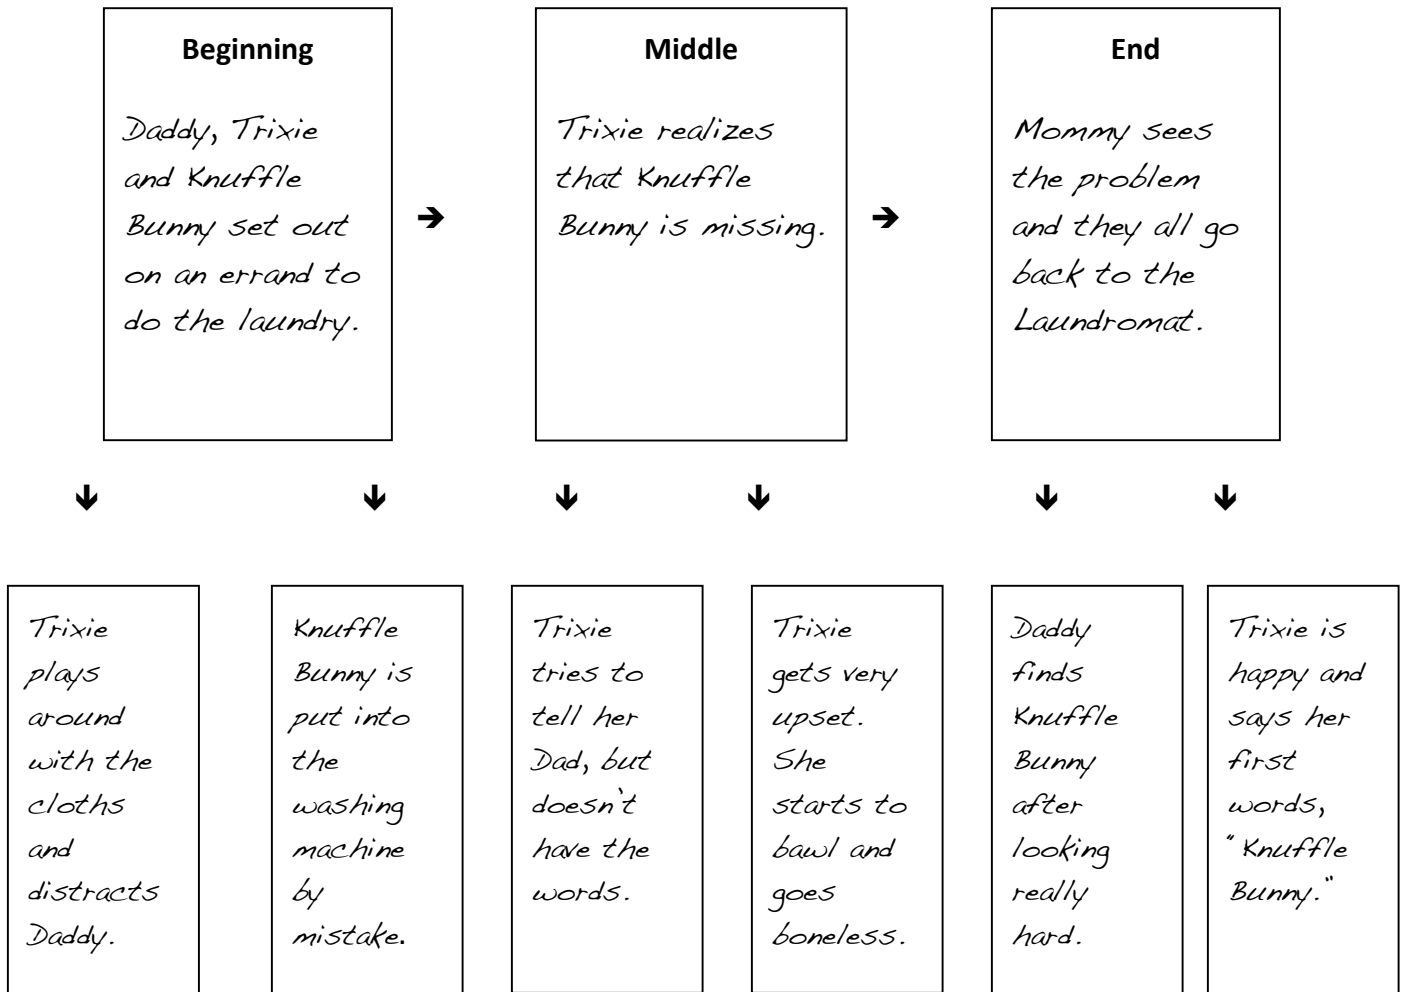 Beginning
Daddy, Trixie
and Knuffle
Bunny set out
on an errand to
do the laundry.
Middle
Trixie realizes
that Knuffle
Bunny is missing.
End
Mommy sees
the problem
and they all go
back to the
Laundromat.
Trixie
plays
around
with the
cloths
and
distracts
Daddy.
Knuffle
Bunny is
put into
the
washing
machine
by
mistake.
Trixie
tries to
tell her
Dad, but
doesn't
have the
words.
Trixie
gets very
upset.
She
starts to
bawl and
goes
boneless.
Daddy
finds
Knuffle
Bunny
after
looking
really
hard.
Trixie is
happy and
says her
first
words,
"Knuffle
Bunny."